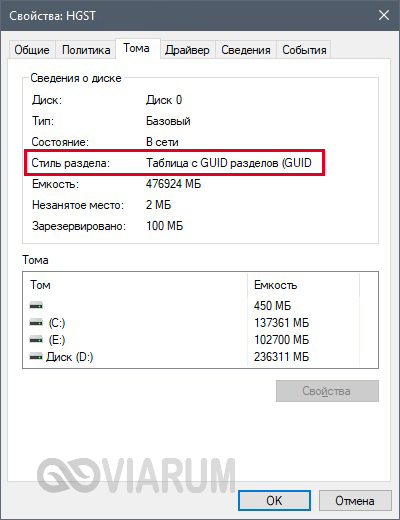 Свойства: HGST
Общие Политика Тома Драйвер Сведения События
Сведения о диске
Диск: Диск 0
Тип: Базовый
Состояние: В сети
Стиль раздела: Таблица с GUID разделов (GUID
Емкость: 476924 МБ
Незанятое место: 2 МБ
Зарезервировано: 100 МБ
Тома
Том Емкость
450 МБ
(C:) 137361 МБ
(E:) 102700 МБ
Диск (D:) 236311 МБ
Свойства
VIARUM
OK Отмена